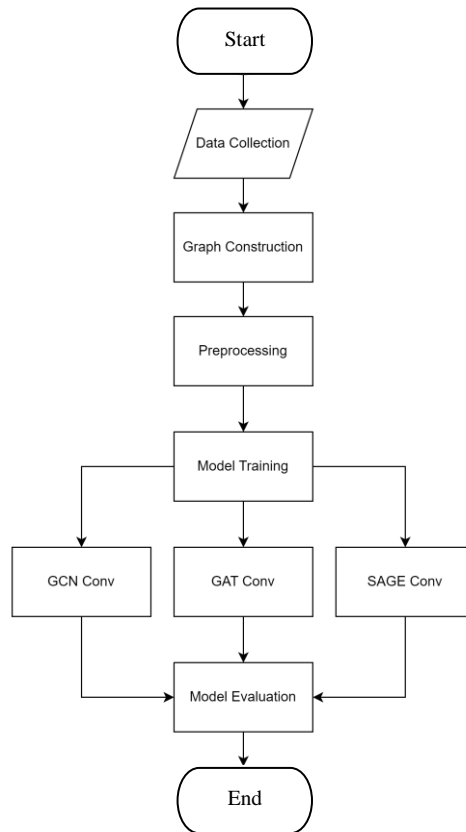 Start
Data Collection
Graph Construction
Preprocessing
Model Training
GCN Conv
GAT Conv
SAGE Conv
Model Evaluation
End